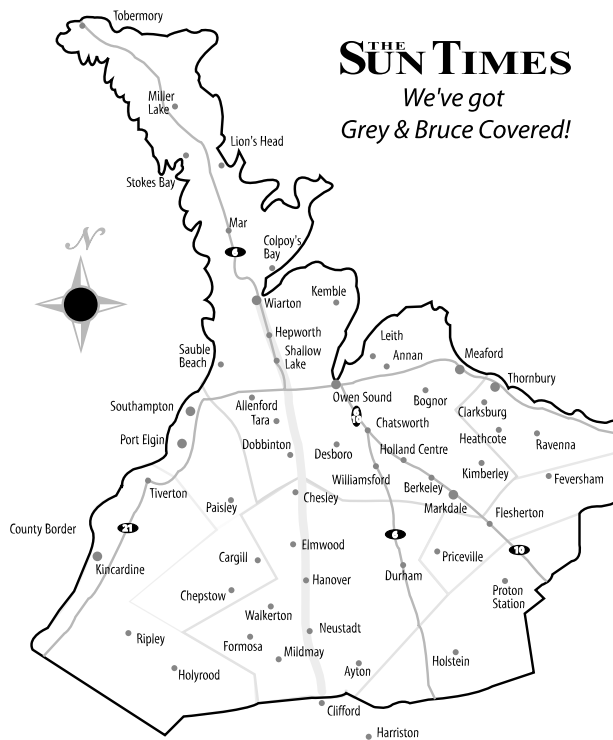 Tobermory
THE
SUN TIMES
We've got
Grey & Bruce Covered!
Miller
Lake
Lion's Head
Stokes Bay
Mar
N
6
Colpoy's
Bay
Kemble
Wiarton
Hepworth
Leith
Shallow
Lake
Sauble
Beach
Annan
Meaford
Thornbury
Owen Sound
Allenford
Bognor
Southampton
Clarksburg
10
Tara
Chatsworth
Port Elgin
Heathcote
Ravenna
Dobbinton
Desboro
Holland Centre
Kimberley
Williamsford
Feversham
Tiverton
Berkeley
Chesley
Paisley
Markdale
Flesherton
County Border
21
6
Elmwood
10
Cargill
Priceville
Kincardine
Hanover
Durham
Chepstow
Proton
Station
Walkerton
Neustadt
Ripley
Formosa
Mildmay
Holstein
Holyrood
Ayton
Clifford
Harriston